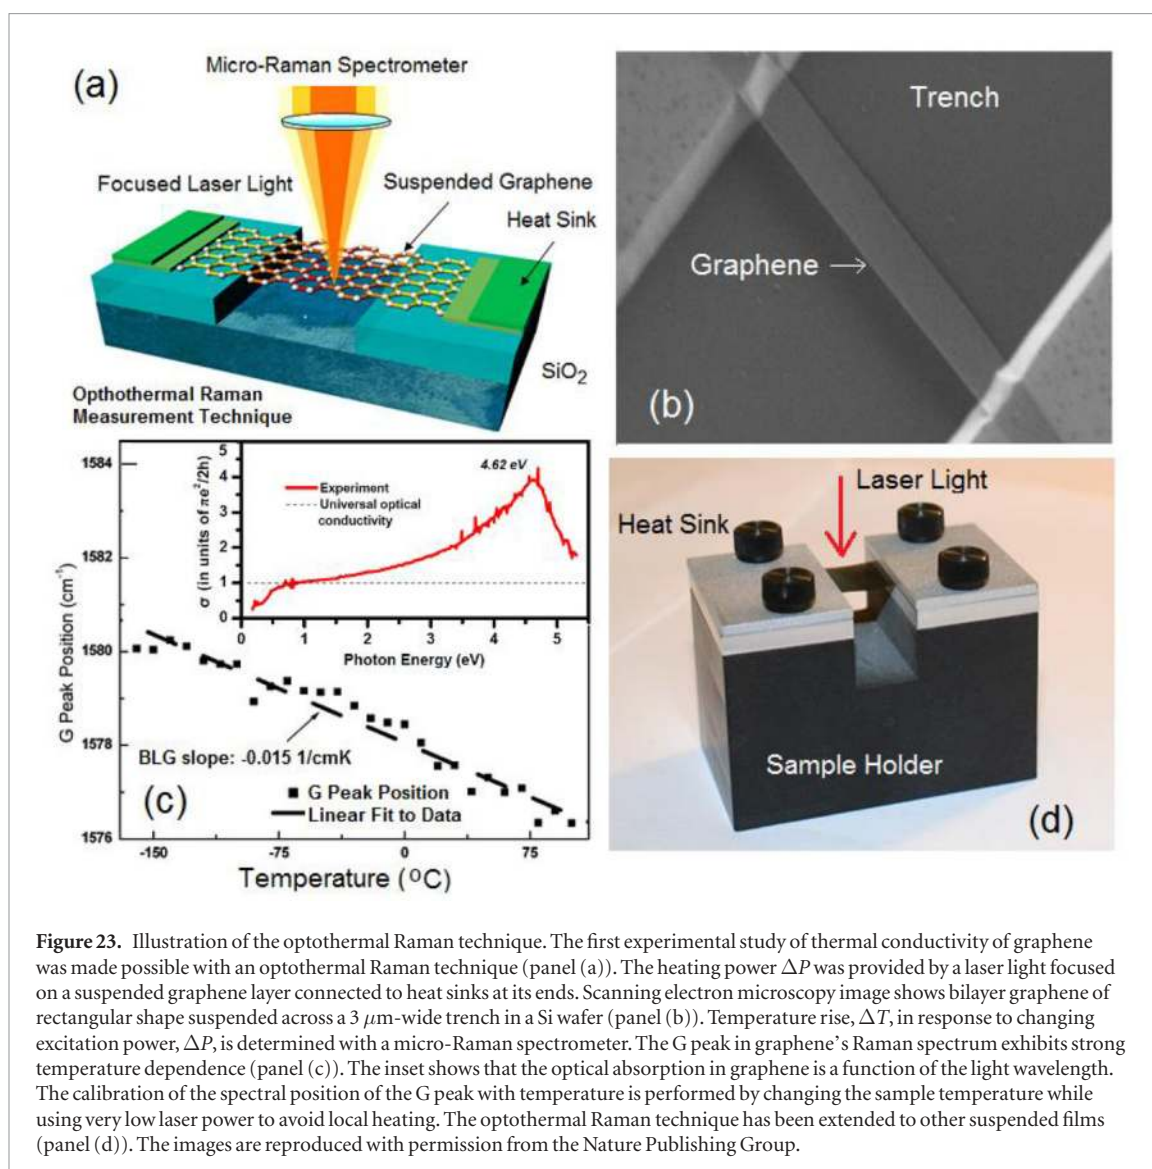 (a)
Micro-Raman Spectrometer
Focused Laser Light
Suspended Graphene
Heat Sink
SiO2
Opthothermal Raman
Measurement Technique
Trench
Graphene
(b)
1584
1582
1580
1578
1576
G Peak Position (cm-1)
5
4
3
2
1
0
σ (in units of πe2/2h)
4.62 eV
Experiment
Universal optical
conductivity
0 1 2 3 4 5
Photon Energy (eV)
BLG slope: -0.015 1/cmK
(c)
G Peak Position
Linear Fit to Data
-150 -75 0 75
Temperature (oC)
Laser Light
Heat Sink
Sample Holder
(d)
Figure 23. Illustration of the optothermal Raman technique. The first experimental study of thermal conductivity of graphene
was made possible with an optothermal Raman technique (panel (a)). The heating power ΔP was provided by a laser light focused
on a suspended graphene layer connected to heat sinks at its ends. Scanning electron microscopy image shows bilayer graphene of
rectangular shape suspended across a 3 μm-wide trench in a Si wafer (panel (b)). Temperature rise, ΔT, in response to changing
excitation power, ΔP, is determined with a micro-Raman spectrometer. The G peak in graphene's Raman spectrum exhibits strong
temperature dependence (panel (c)). The inset shows that the optical absorption in graphene is a function of the light wavelength.
The calibration of the spectral position of the G peak with temperature is performed by changing the sample temperature while
using very low laser power to avoid local heating. The optothermal Raman technique has been extended to other suspended films
(panel (d)). The images are reproduced with permission from the Nature Publishing Group.